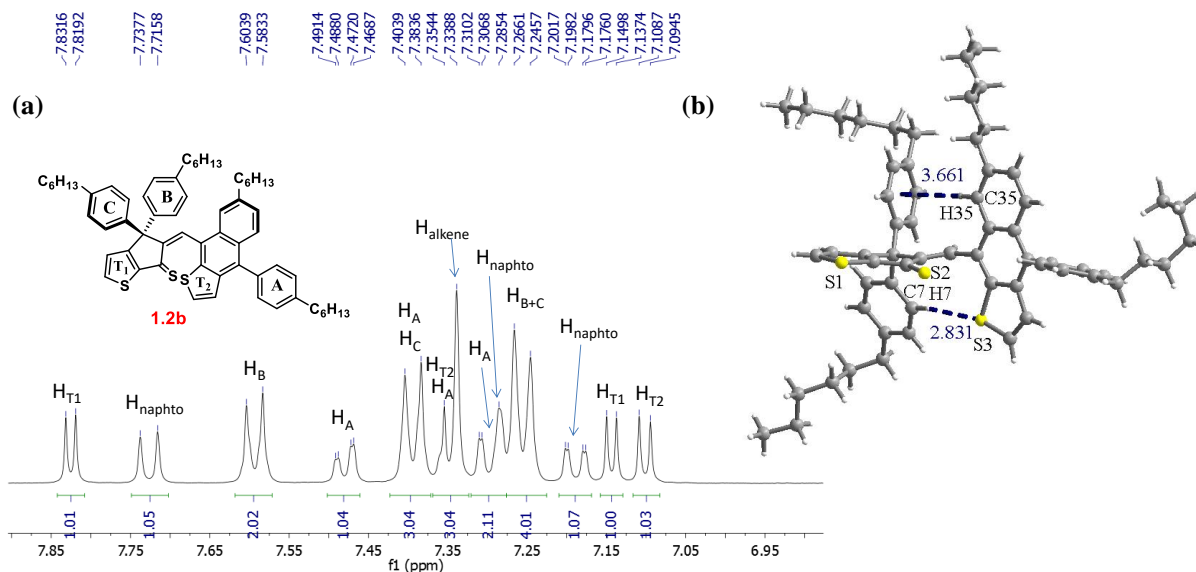 7.8316
7.8192
7.7377
7.7158
7.6039
7.5833
7.4914
7.4880
7.4720
7.4687
7.4039
7.3836
7.3544
7.3388
7.3102
7.3068
7.2854
7.2661
7.2457
7.2017
7.1982
7.1796
7.1760
7.1498
7.1374
7.1087
7.0945
(a)
C6H13
C6H13
C6H13
B
C
T1
S
S
S
T2
A
C6H13
1.2b
HT1
Hnaphto
HB
HA
HA
HC
HT2
HA
Halkene
HA
Hnaphto
HB+C
Hnaphto
HT1
HT2
1.01
1.05
2.02
1.04
3.04
3.04
2.11
4.01
1.07
1.00
1.03
7.85 7.75 7.65 7.55 7.45 7.35 7.25 7.15 7.05 6.95
f1 (ppm)
(b)
3.661
C35
H35
S2
S1
C7 H7
2.831
S3